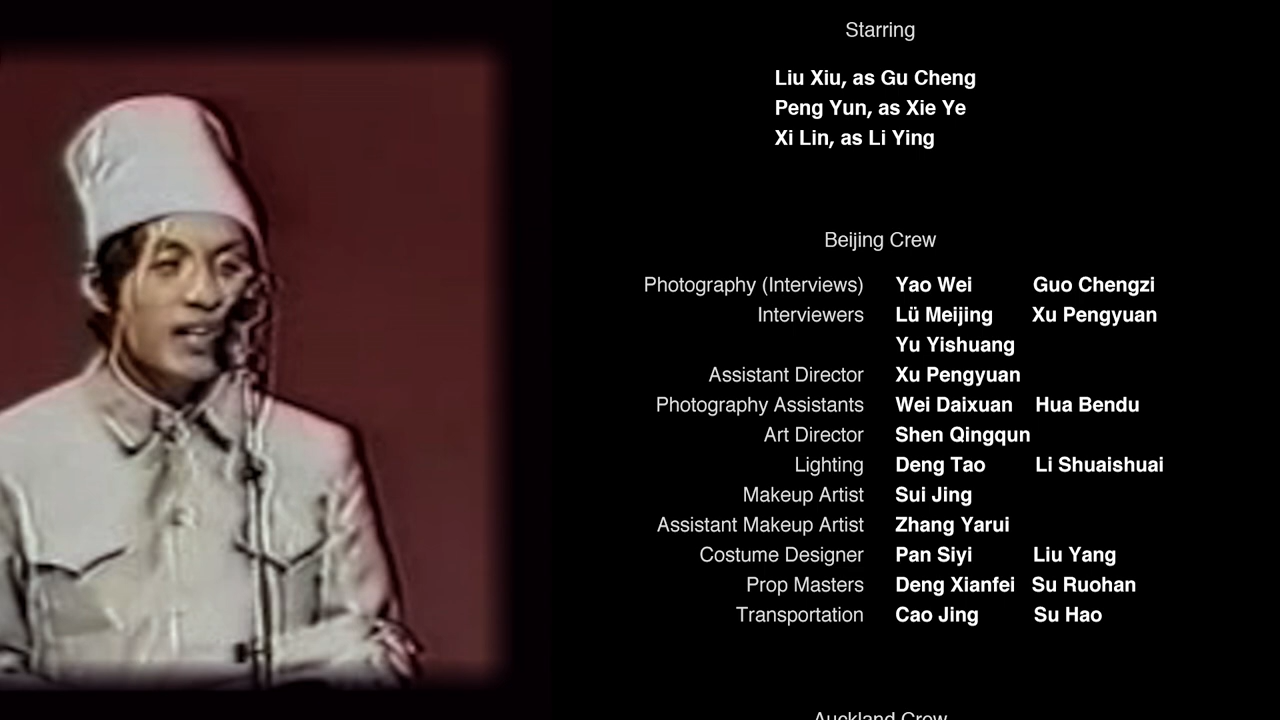 Starring
Liu Xiu, as Gu Cheng
Peng Yun, as Xie Ye
Xi Lin, as Li Ying
Beijing Crew
Photography (Interviews) Yao Wei Guo Chengzi
Interviewers Lü Meijing Xu Pengyuan
Yu Yishuang
Assistant Director Xu Pengyuan
Photography Assistants Wei Daixuan Hua Bendu
Art Director Shen Qingqun
Lighting Deng Tao Li Shuaishuai
Makeup Artist Sui Jing
Assistant Makeup Artist Zhang Yarui
Costume Designer Pan Siyi Liu Yang
Prop Masters Deng Xianfei Su Ruohan
Transportation Cao Jing Su Hao
Auckland Crew